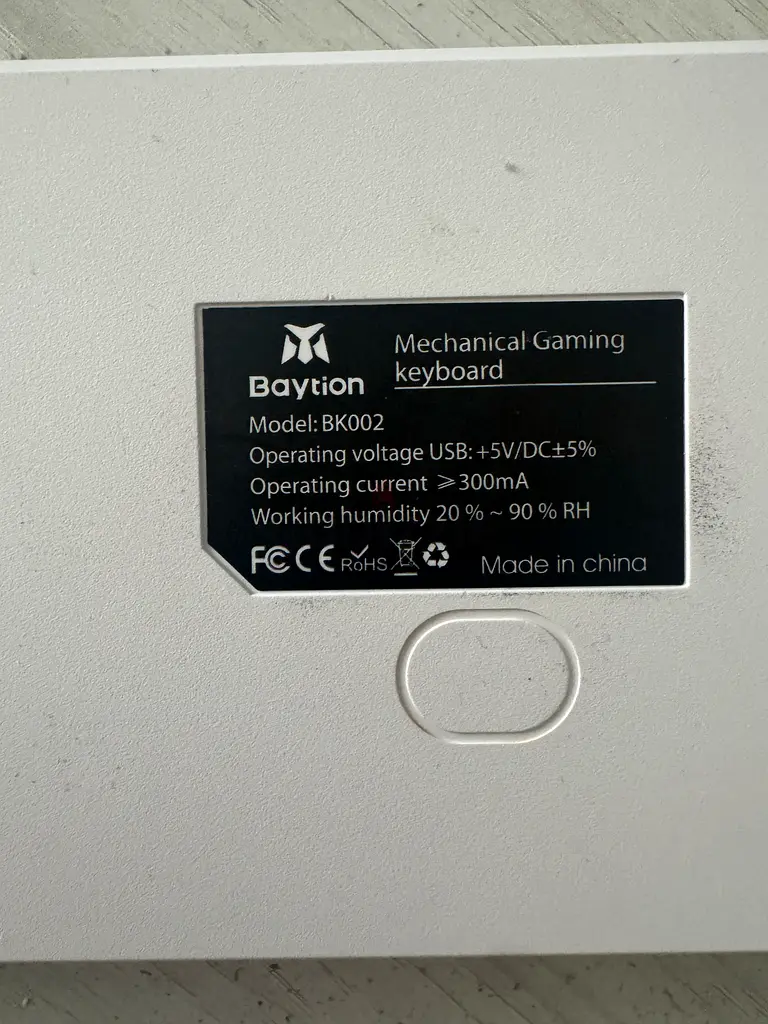 Baytion
Mechanical Gaming
keyboard
Model: BK002
Operating voltage USB: +5V/DC±5%
Operating current ⩾300mA
Working humidity 20 % ~ 90 % RH
FC CE RoHS
Made in china